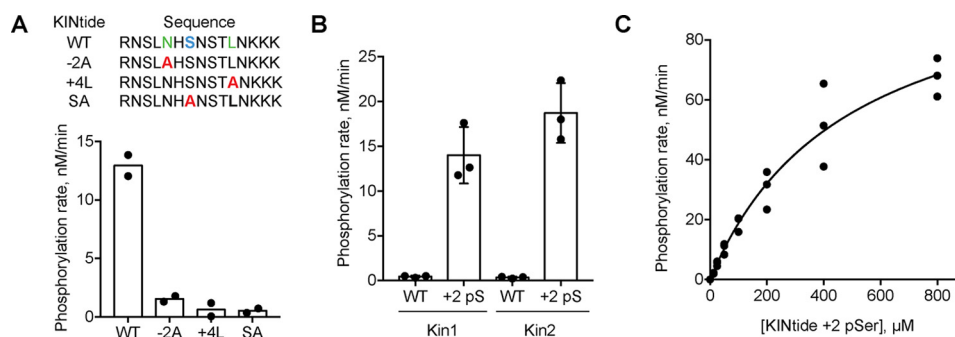 A
KINtide Sequence
WT RNSLNHSNSTLNKKK
-2A RNSLAHSNSTLNKKK
+4L RNSLNHSNSTANKKK
SA RNSLNHANSTLNKKK
Phosphorylation rate, nM/min
15
10
5
0
WT -2A +4L SA
B
Phosphorylation rate, nM/min
25
20
15
10
5
0
WT +2 pS WT +2 pS
Kin1 Kin2
C
Phosphorylation rate, nM/min
80
60
40
20
0
0 200 400 600 800
[KINtide +2 pSer], μM